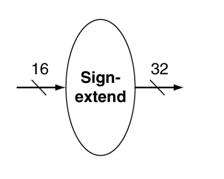 16
Sign-
extend
32